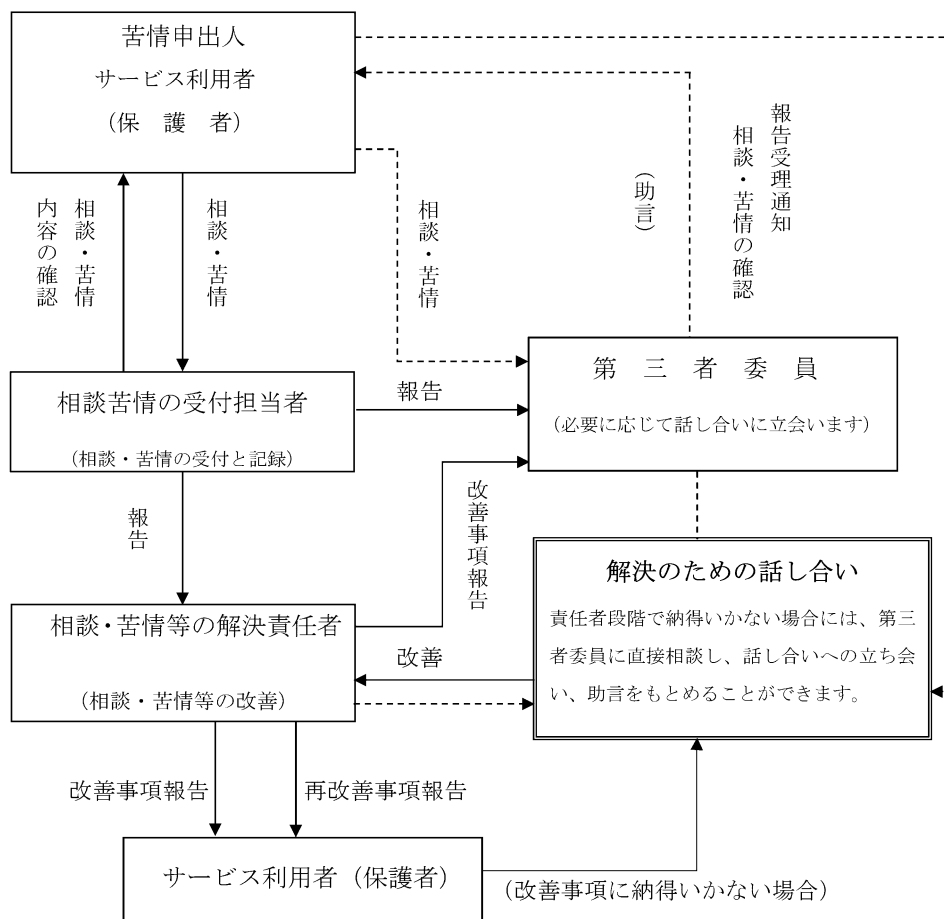 苦情申出人
サービス利用者
（保　護　者）
報告受理通知
相談・苦情の確認
（助言）
相談・苦情
相談・苦情
相談・苦情
内容の確認
第　三　者　委　員
（必要に応じて話し合いに立会います）
相談苦情の受付担当者
（相談・苦情の受付と記録）
報告
改善事項報告
報告
解決のための話し合い
責任者段階で納得いかない場合には、第三
者委員に直接相談し、話し合いへの立ち会
い、助言をもとめることができます。
相談・苦情等の解決責任者
（相談・苦情等の改善）
改善
改善事項報告
再改善事項報告
サービス利用者（保護者）
（改善事項に納得いかない場合）